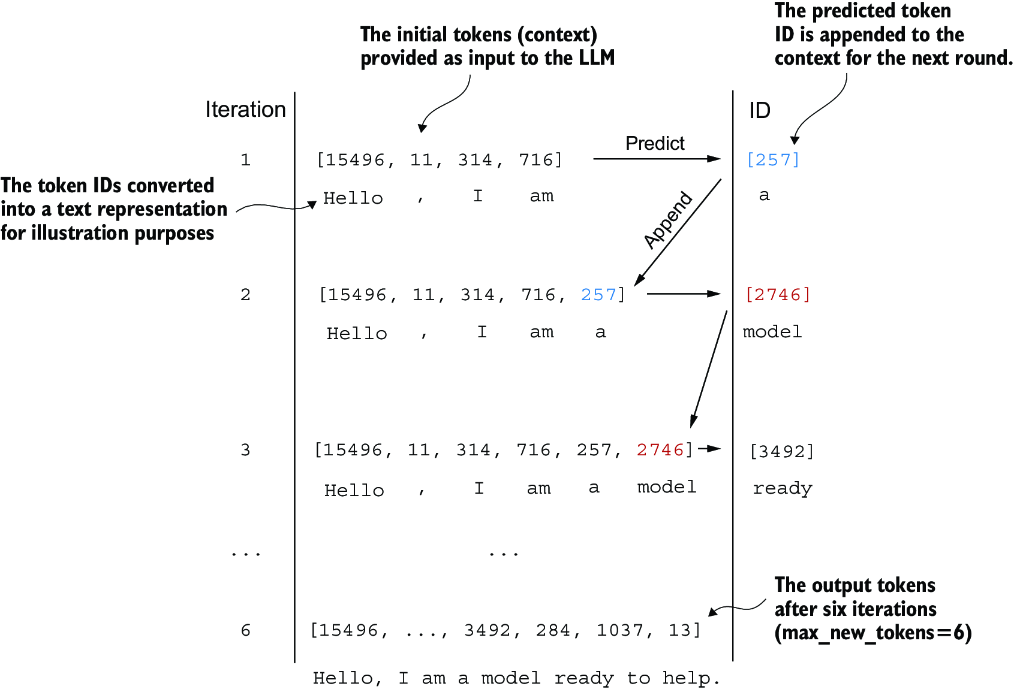 The initial tokens (context)
provided as input to the LLM
The predicted token
ID is appended to the
context for the next round.
Iteration
ID
1
[15496, 11, 314, 716]
Predict
[257]
Hello , I am
a
The token IDs converted
into a text representation
for illustration purposes
Append
2
[15496, 11, 314, 716, 257]
[2746]
Hello , I am a
model
3
[15496, 11, 314, 716, 257, 2746]
[3492]
Hello , I am a model
ready
...
...
The output tokens
after six iterations
(max_new_tokens=6)
6
[15496, ..., 3492, 284, 1037, 13]
Hello, I am a model ready to help.